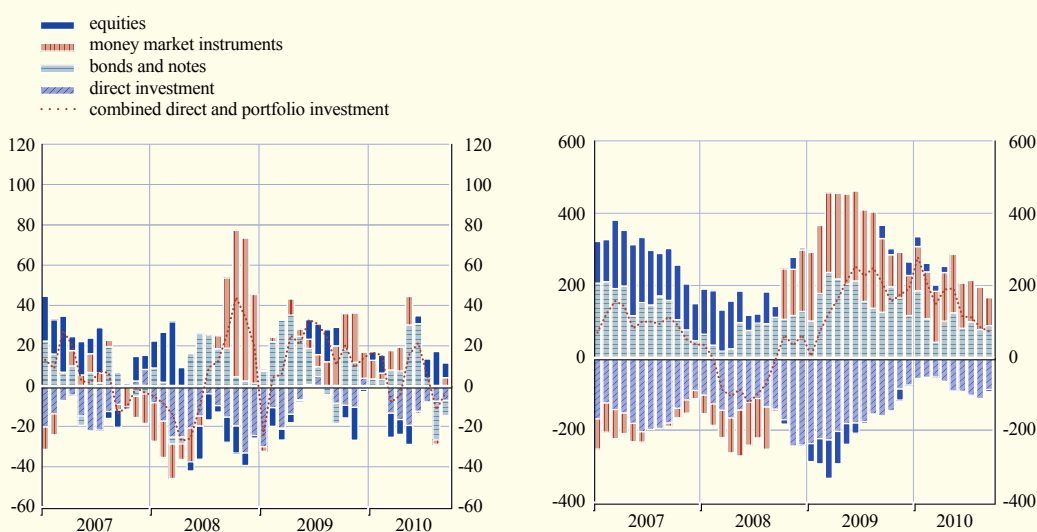 equities
money market instruments
bonds and notes
direct investment
combined direct and portfolio investment
120 120 600 600
100 100
80 80 400 400
60 60
40 40 200 200
20 20
0 0 0 0
-20 -20
-200 -200
-40 -40
-60 -60 -400 -400
2007 2008 2009 2010 2007 2008 2009 2010